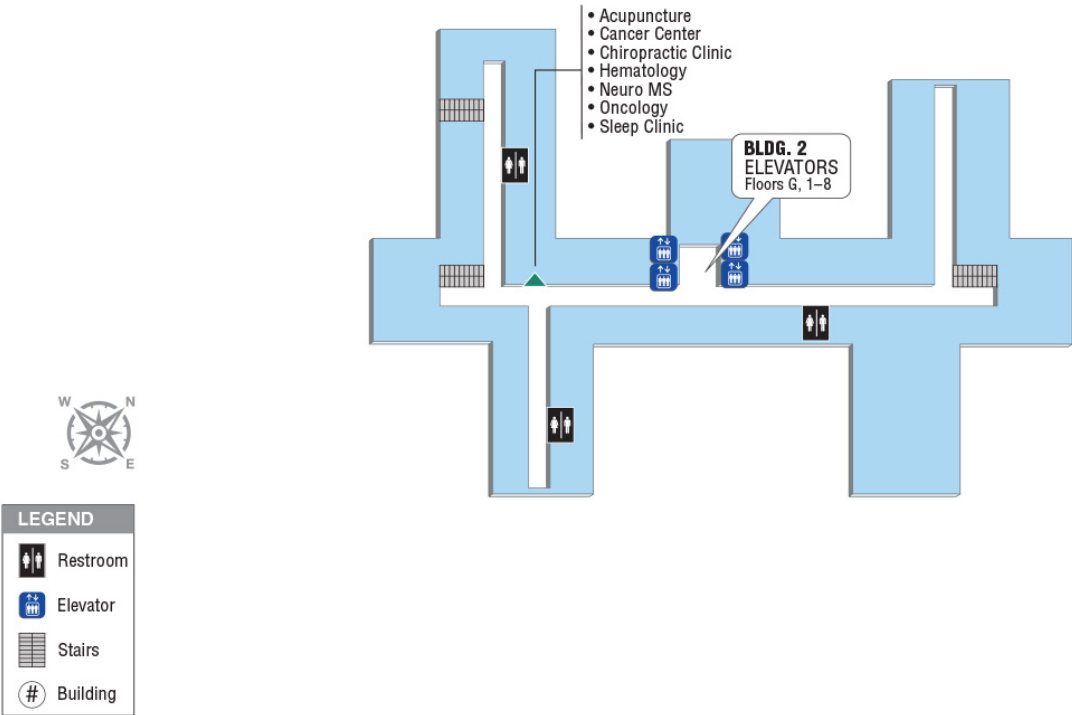 • Acupuncture
• Cancer Center
• Chiropractic Clinic
• Hematology
• Neuro MS
• Oncology
• Sleep Clinic
BLDG. 2
ELEVATORS
Floors G, 1–8
W N
S E
LEGEND
Restroom
Elevator
Stairs
# Building